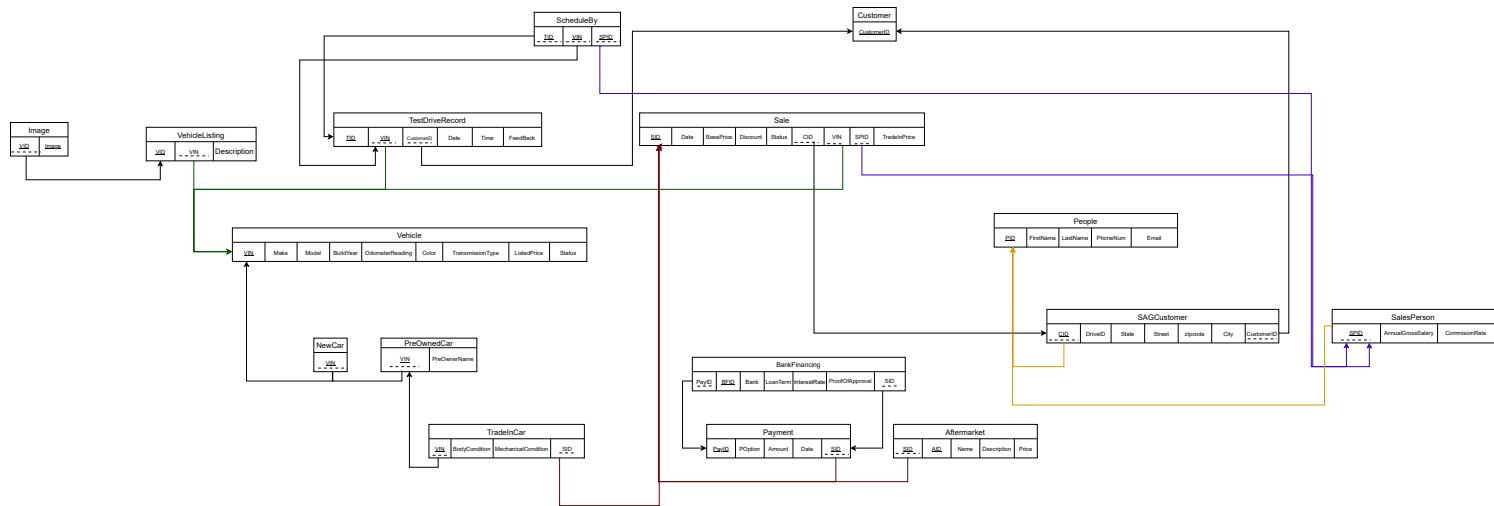 ScheduleBy
TID VIN SPID
Customer
CustomerID
Image
VID Image
VehicleListing
VID VIN Description
TestDriveRecord
TID VIN CustomerID Date Time FeedBack
Sale
SID Date BasePrice Discount Status CID VIN SPID TradeInPrice
Vehicle
VIN Make Model BuildYear OdometerReading Color TransmissionType ListedPrice Status
People
PID FirstName LastName PhoneNum Email
SAGCustomer
CID DriveID State Street zipcode City CustomerID
SalesPerson
SPID AnnualGrossSalary CommisionRate
NewCar
VIN
PreOwnedCar
VIN PreOwnerName
BankFinancing
PayID BFID Bank LoanTerm InterestRate ProofOfApproval SID
TradeInCar
VIN BodyCondition MechanicalCondition SID
Payment
PayID POption Amount Date SID
Aftermarket
SID AID Name Description Price